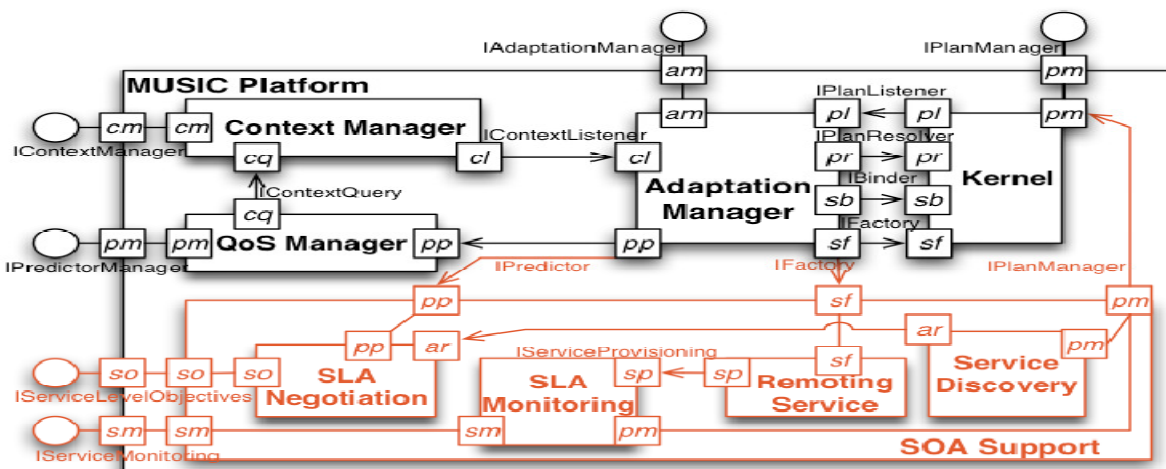 IAdaptationManager
IPlanManager
am
pm
MUSIC Platform
IPlanListener
cm
cm
Context Manager
am
pl
pl
pm
IContextManager
IContextListener
IPlanResolver
cq
cl
cl
pr
pr
Kernel
IContextQuery
Adaptation
Manager
IBinder
cq
sb
sb
IFactory
pm
pm
QoS Manager
pp
pp
sf
sf
IPredictorManager
IPredictor
IFactory
IPlanManager
pp
sf
pm
pp
ar
ar
pm
IServiceProvisioning
sf
so
so
so
SLA
Negotiation
SLA
Monitoring
sp
sp
Remoting
Service
Service
Discovery
IServiceLevelObjectives
sm
sm
sm
pm
SOA Support
IServiceMonitoring